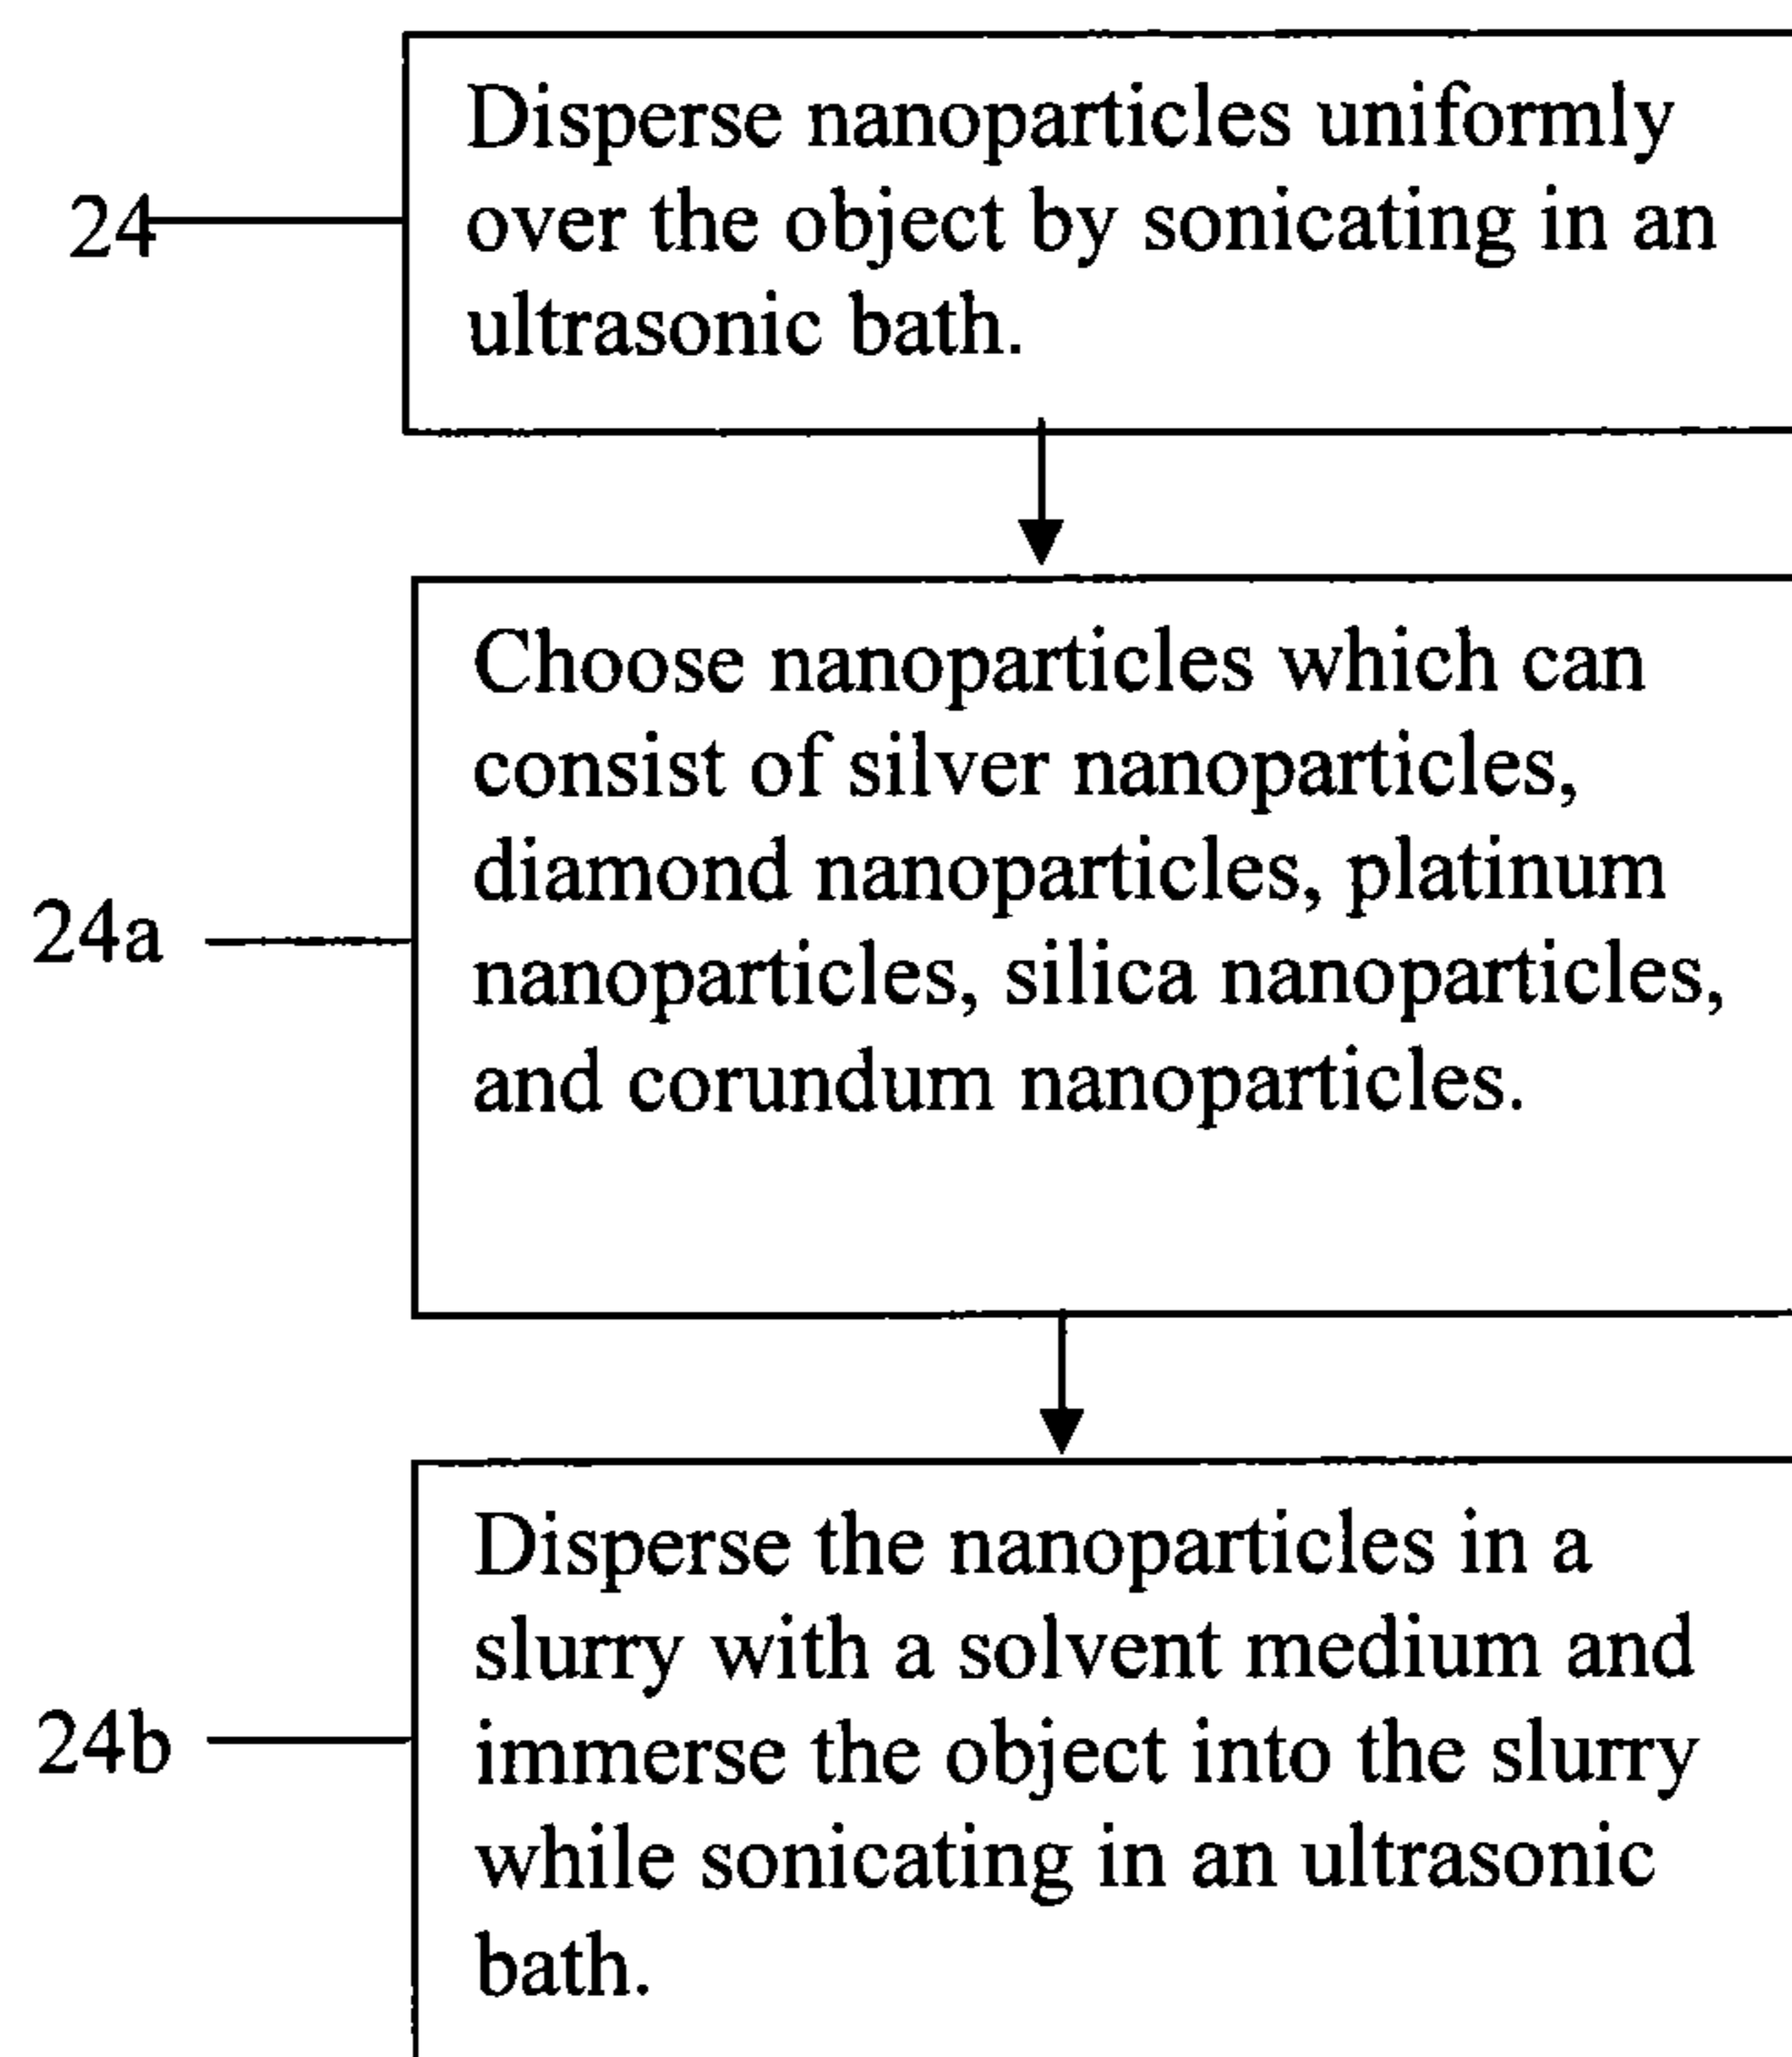 Disperse nanoparticles uniformly
24 over the object by sonicating in an
ultrasonic bath.
Choose nanoparticles which can
consist of silver nanoparticles,
diamond nanoparticles, platinum
24a
nanoparticles, silica nanoparticles,
and corundum nanoparticles.
Disperse the nanoparticles in a
slurry with a solvent medium and
24b immerse the object into the slurry
while sonicating in an ultrasonic
bath.